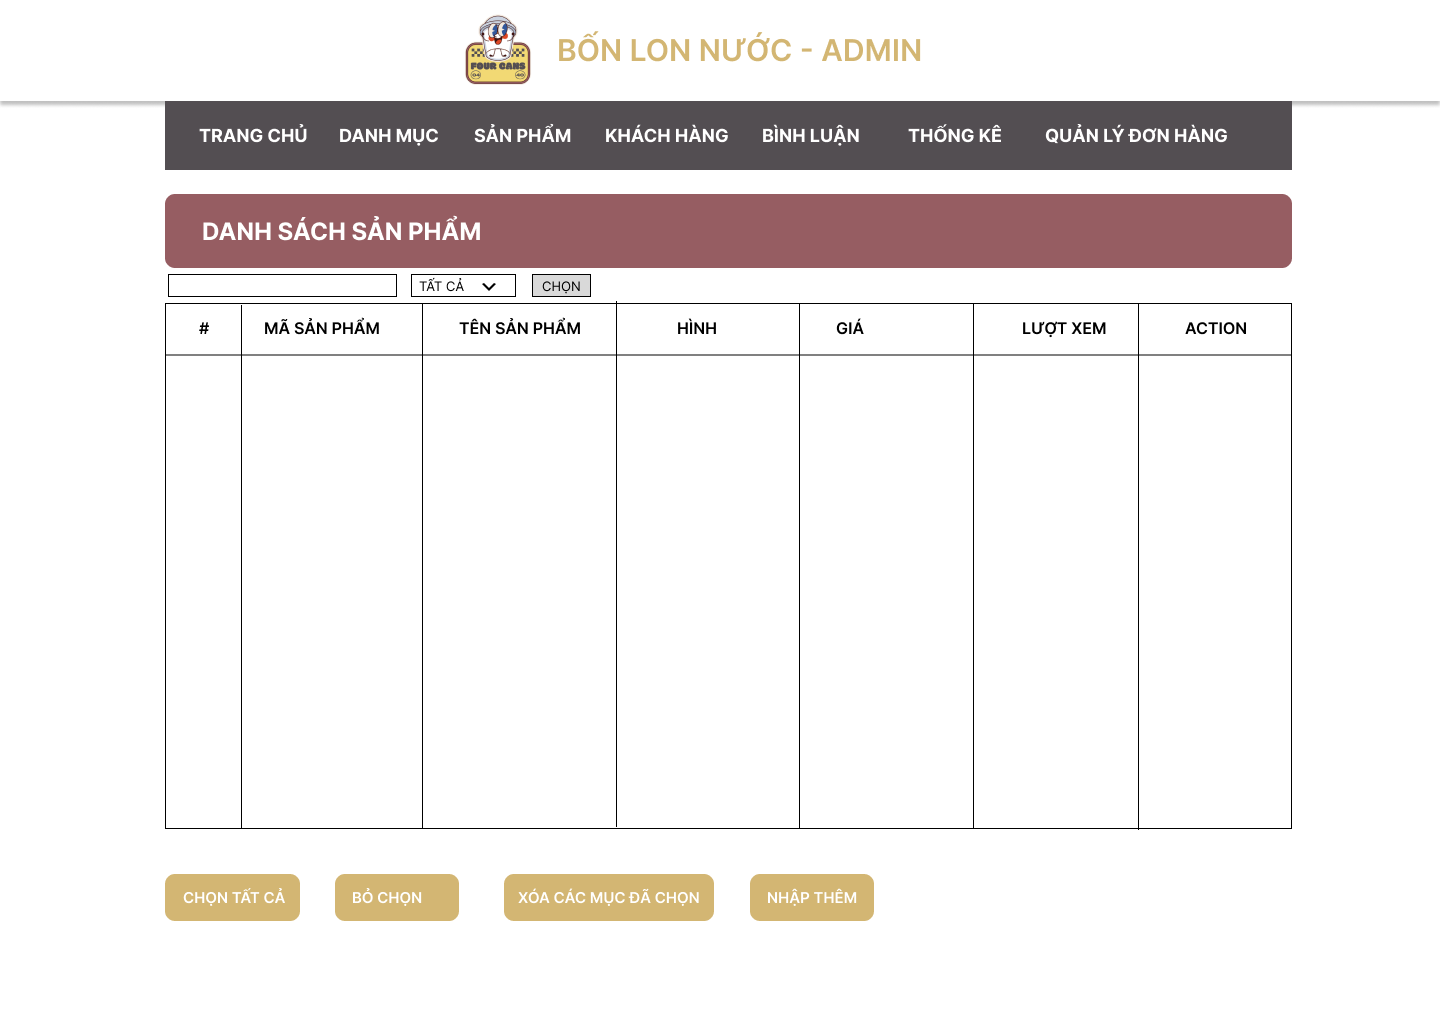 FOUR CANS
BỐN LON NƯỚC - ADMIN
TRANG CHỦ DANH MỤC SẢN PHẨM KHÁCH HÀNG BÌNH LUẬN THỐNG KÊ QUẢN LÝ ĐƠN HÀNG
DANH SÁCH SẢN PHẨM
TẤT CẢ CHỌN
# MÃ SẢN PHẨM TÊN SẢN PHẨM HÌNH GIÁ LƯỢT XEM ACTION
CHỌN TẤT CẢ BỎ CHỌN XÓA CÁC MỤC ĐÃ CHỌN NHẬP THÊM